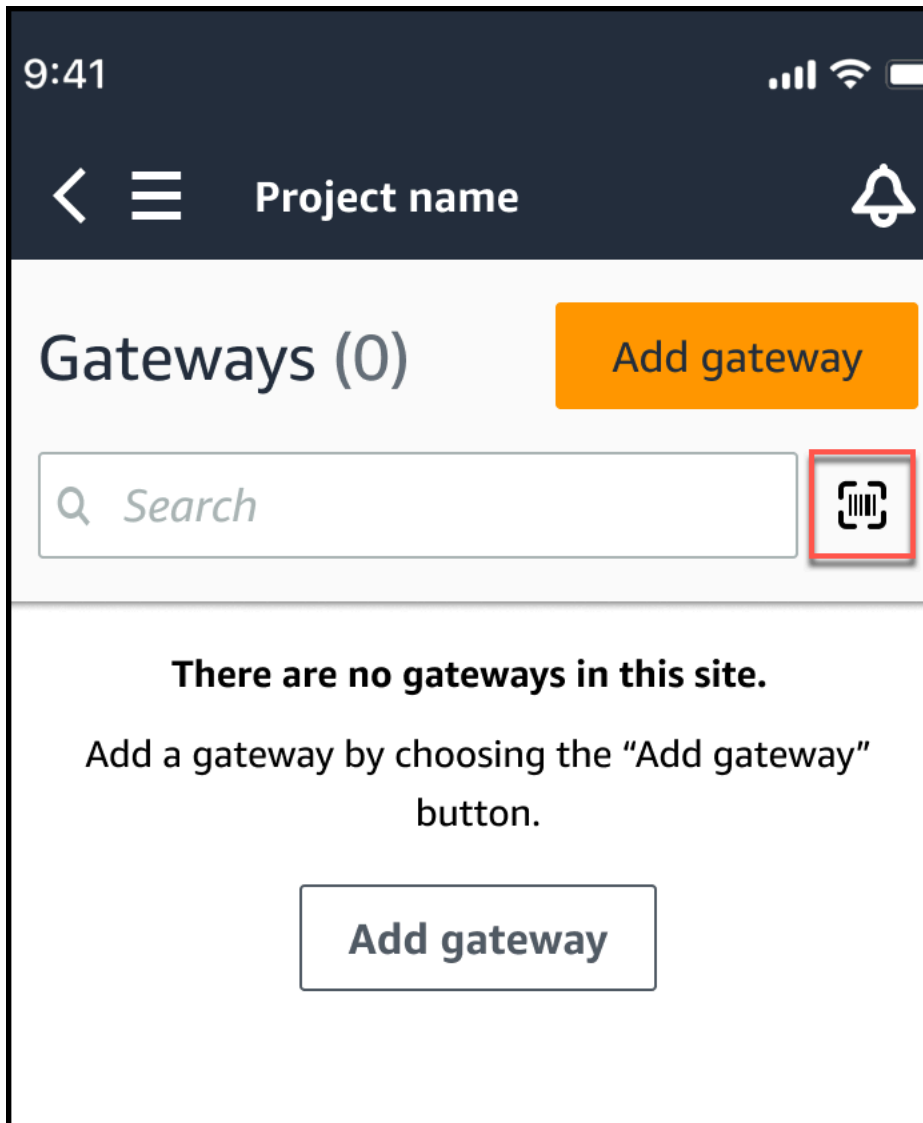 9:41
Project name
Gateways (0)
Add gateway
Search
There are no gateways in this site.
Add a gateway by choosing the “Add gateway”
button.
Add gateway